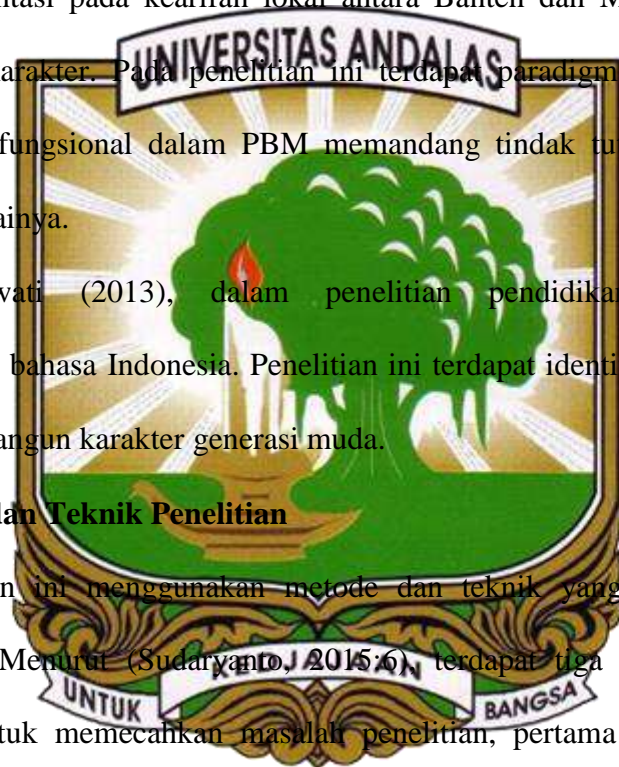 ntasi pada kearifan lokal antara Banten dan M
UNIVERSITAS ANDALAS
arakter. Pada penelitian ini terdapat paradigm
fungsional dalam PBM memandang tindak tu
ainya.
wati (2013), dalam penelitian pendidikan
bahasa Indonesia. Penelitian ini terdapat identi
angun karakter generasi muda.
dan Teknik Penelitian
n ini menggunakan metode dan teknik yang
Menurut (Sudaryanto, 2015:6), terdapat tiga
UNTUK KEDJAJAAN BANGSA
tuk memecahkan masalah penelitian, pertama